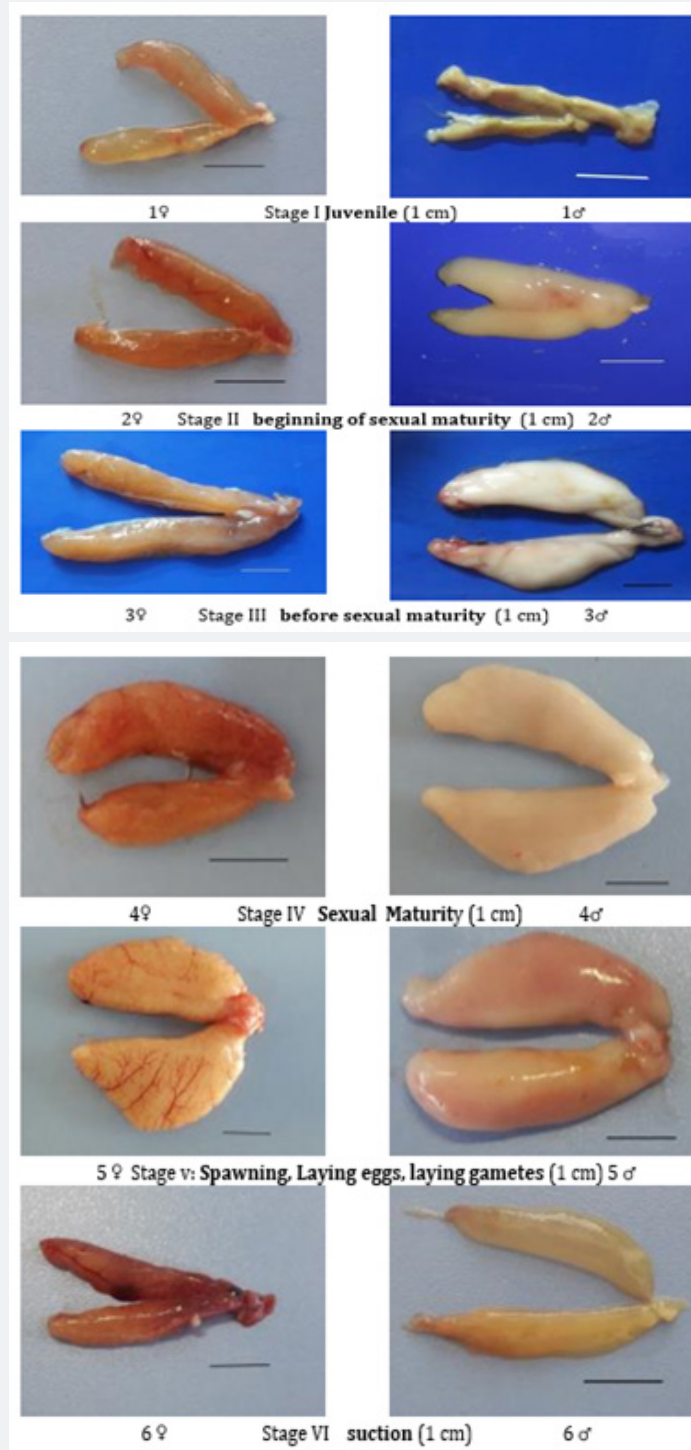 1♀ Stage I Juvenile (1 cm) 1♂
2♀ Stage II beginning of sexual maturity (1 cm) 2♂
3♀ Stage III before sexual maturity (1 cm) 3♂
4♀ Stage IV Sexual Maturity (1 cm) 4♂
5 ♀ Stage v: Spawning, Laying eggs, laying gametes (1 cm) 5 ♂
6 ♀ Stage VI suction (1 cm) 6 ♂